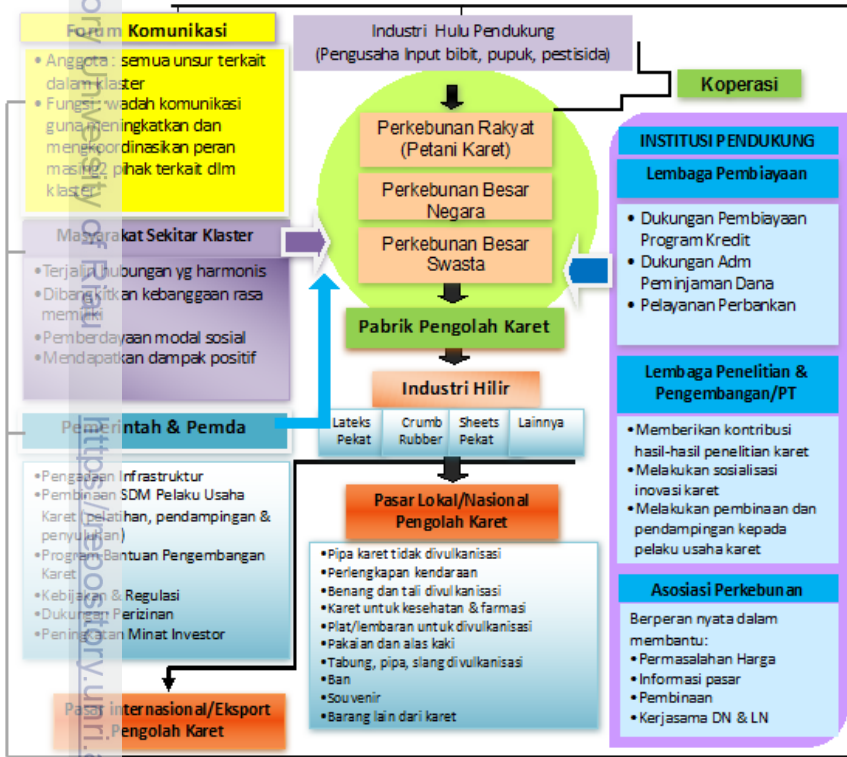 Forum Komunikasi
• Anggota : semua unsur terkait
dalam klaster
• Fungsi : wadah komunikasi
guna meningkatkan dan
mengkoordinasikan peran
masing2 pihak terkait dlm
klaster
Masyarakat Sekitar Klaster
• Terjalin hubungan yg harmonis
• Dibangkitkan kebanggaan rasa
memiliki
• Pemberdayaan modal sosial
• Mendapatkan dampak positif
Pemerintah & Pemda
• Pengadaan Infrastruktur
• Pembinaan SDM Pelaku Usaha
Karet (pelatihan, pendampingan &
penyuluhan)
• Program Bantuan Pengembangan
Karet
• Kebijakan & Regulasi
• Dukungan Perizinan
• Peningkatan Minat Investor
Pasar internasional/Eksport
Pengolah Karet
Industri Hulu Pendukung
(Pengusaha Input bibit, pupuk, pestisida)
Koperasi
Perkebunan Rakyat
(Petani Karet)
Perkebunan Besar
Negara
Perkebunan Besar
Swasta
Pabrik Pengolah Karet
Industri Hilir
Lateks
Pekat
Crumb
Rubber
Sheets
Pekat
Lainnya
Pasar Lokal/Nasional
Pengolah Karet
• Pipa karet tidak divulkanisasi
• Perlengkapan kendaraan
• Benang dan tali divulkanisasi
• Karet untuk kesehatan & farmasi
• Plat/lembaran untuk divulkanisasi
• Pakaian dan alas kaki
• Tabung, pipa, slang divulkanisasi
• Ban
• Souvenir
• Barang lain dari karet
INSTITUSI PENDUKUNG
Lembaga Pembiayaan
• Dukungan Pembiayaan
Program Kredit
• Dukungan Adm
Peminjaman Dana
• Pelayanan Perbankan
Lembaga Penelitian &
Pengembangan/PT
• Memberikan kontribusi
hasil-hasil penelitian karet
• Melakukan sosialisasi
inovasi karet
• Melakukan pembinaan dan
pendampingan kepada
pelaku usaha karet
Asosiasi Perkebunan
Berperan nyata dalam
membantu:
• Permasalahan Harga
• Informasi pasar
• Pembinaan
• Kerjasama DN & LN
University of Riau
https://repository.unri.a